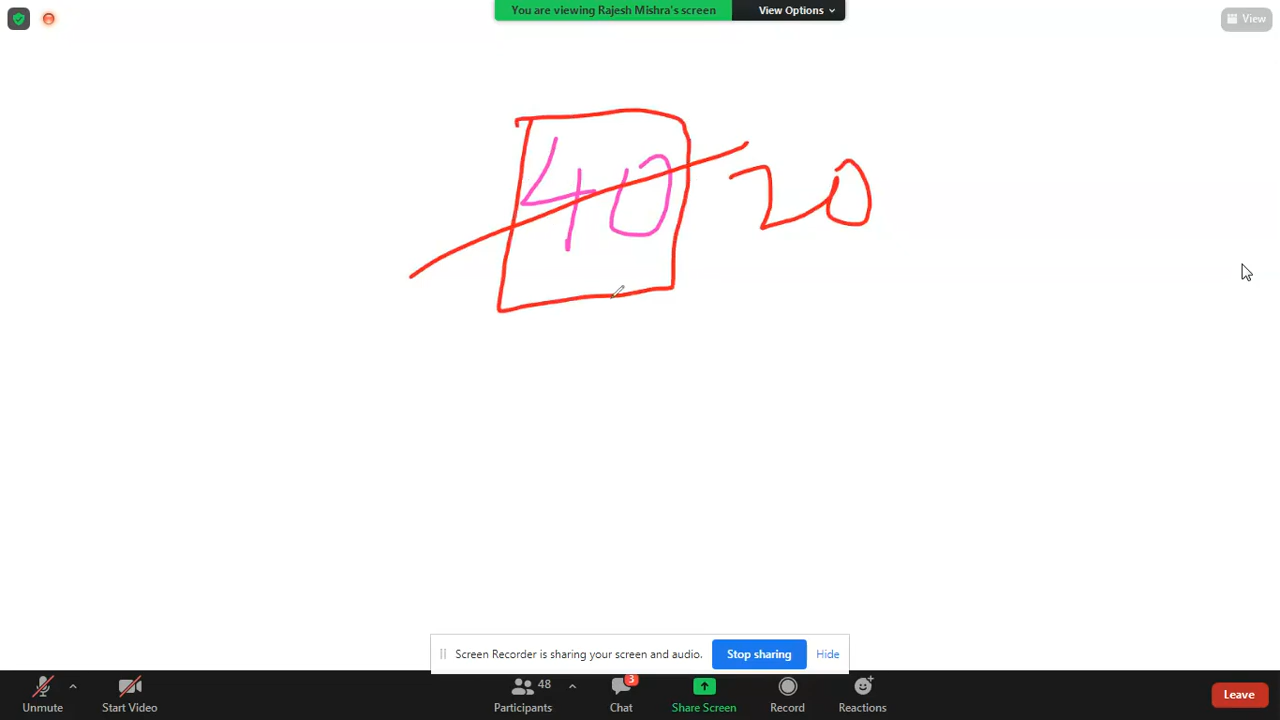 You are viewing Rajesh Mishra's screen View Options
View
40 20
Screen Recorder is sharing your screen and audio. Stop sharing Hide
48 3
Unmute Start Video Participants Chat Share Screen Record Reactions Leave